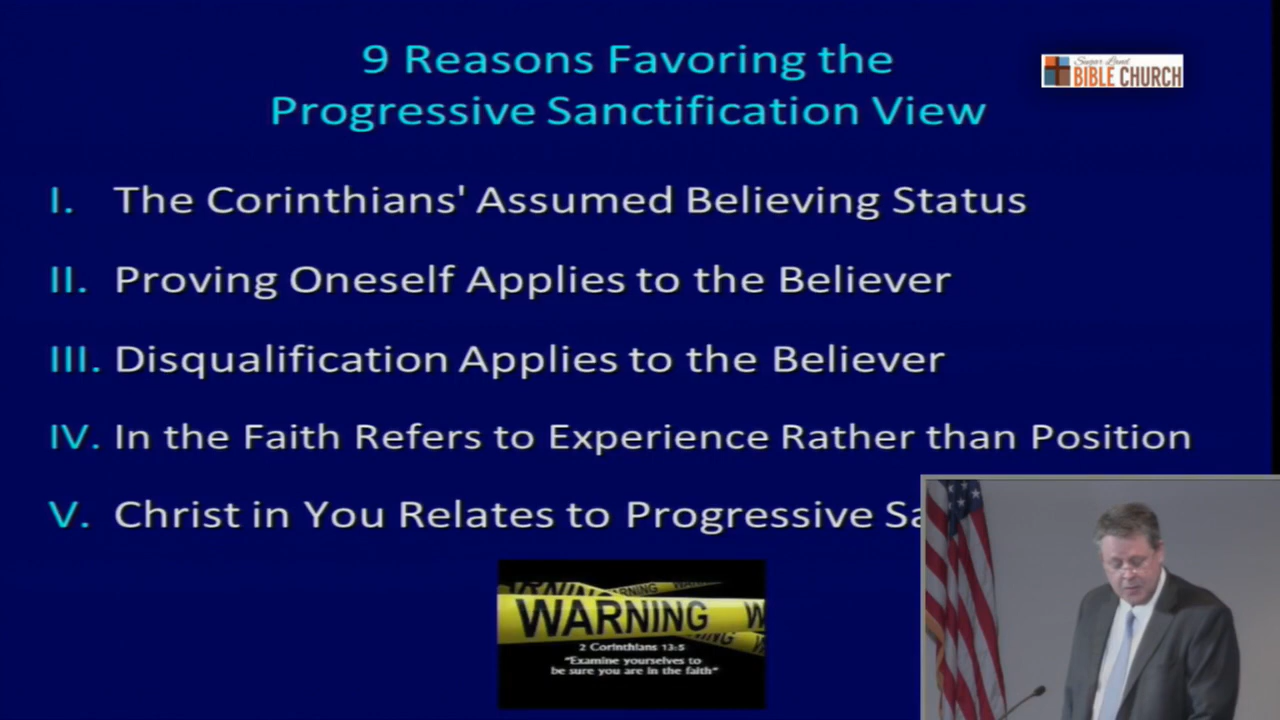 9 Reasons Favoring the
Progressive Sanctification View
Sugar Land
BIBLE CHURCH
I. The Corinthians' Assumed Believing Status
II. Proving Oneself Applies to the Believer
III. Disqualification Applies to the Believer
IV. In the Faith Refers to Experience Rather than Position
V. Christ in You Relates to Progressive Sa
WARNING
2 Corinthians 13:5
"Examine yourselves to
be sure you are in the faith"